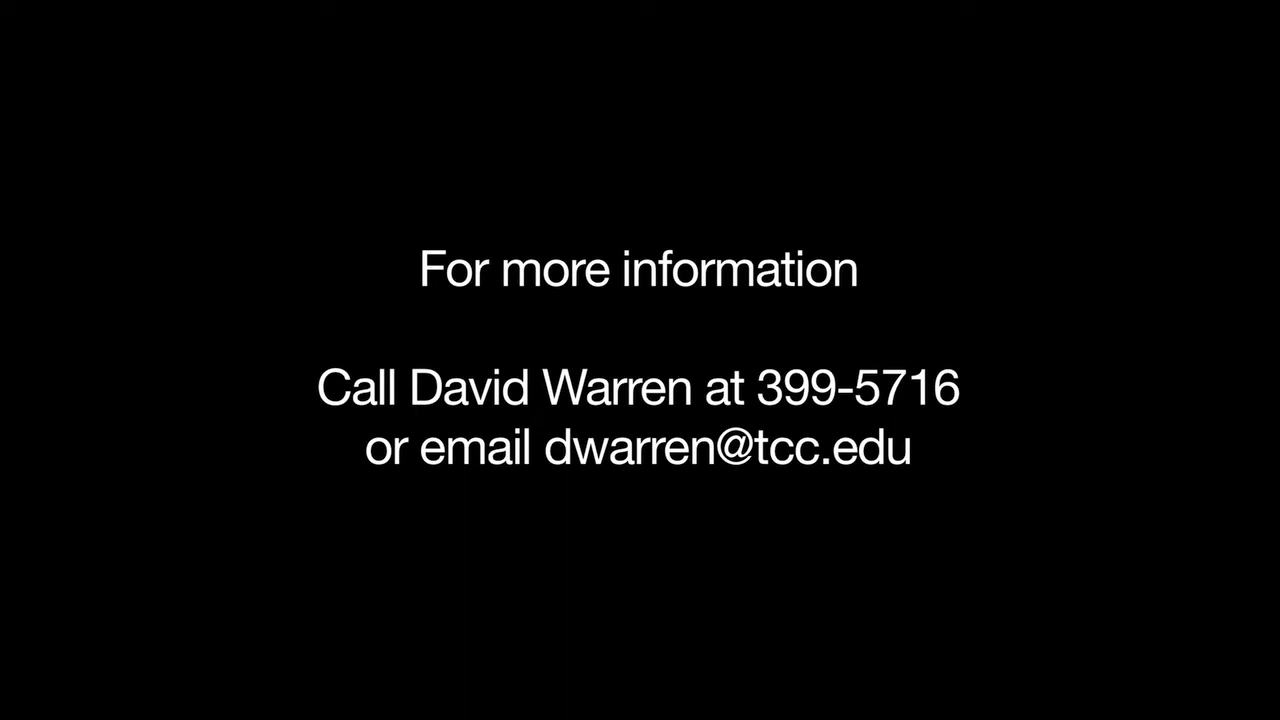 For more information
Call David Warren at 399-5716
or email dwarren@tcc.edu